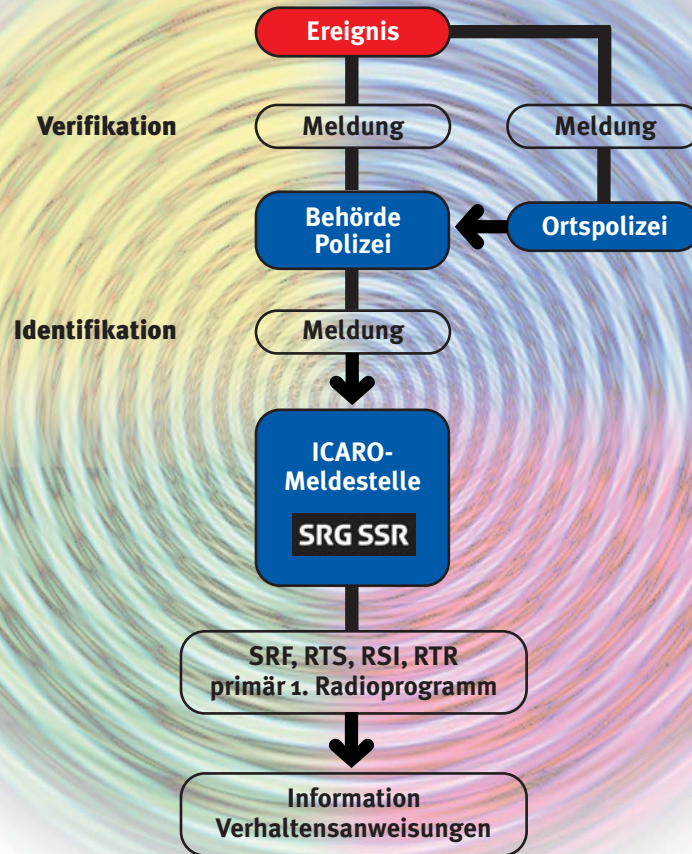 Ereignis
Verifikation
Meldung
Meldung
Behörde
Polizei
Ortspolizei
Identifikation
Meldung
ICARO-
Meldestelle
SRG SSR
SRF, RTS, RSI, RTR
primär 1. Radioprogramm
Information
Verhaltensanweisungen